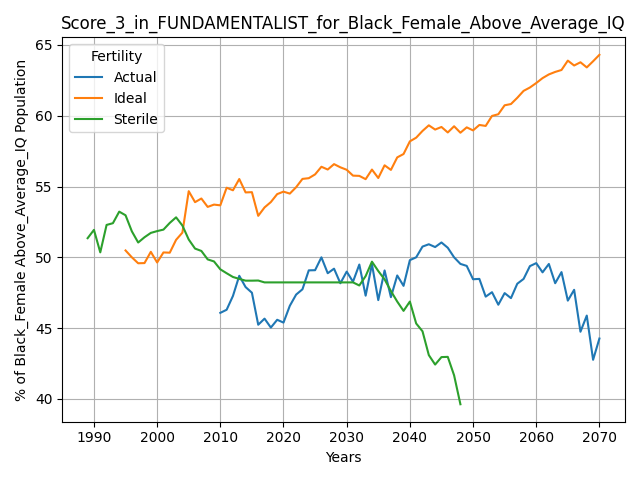 Score_3_in_FUNDAMENTALIST_for_Black_Female_Above_Average_IQ
% of Black_Female Above_Average_IQ Population
65
60
55
50
45
40
Fertility
Actual
Ideal
Sterile
1990 2000 2010 2020 2030 2040 2050 2060 2070
Years